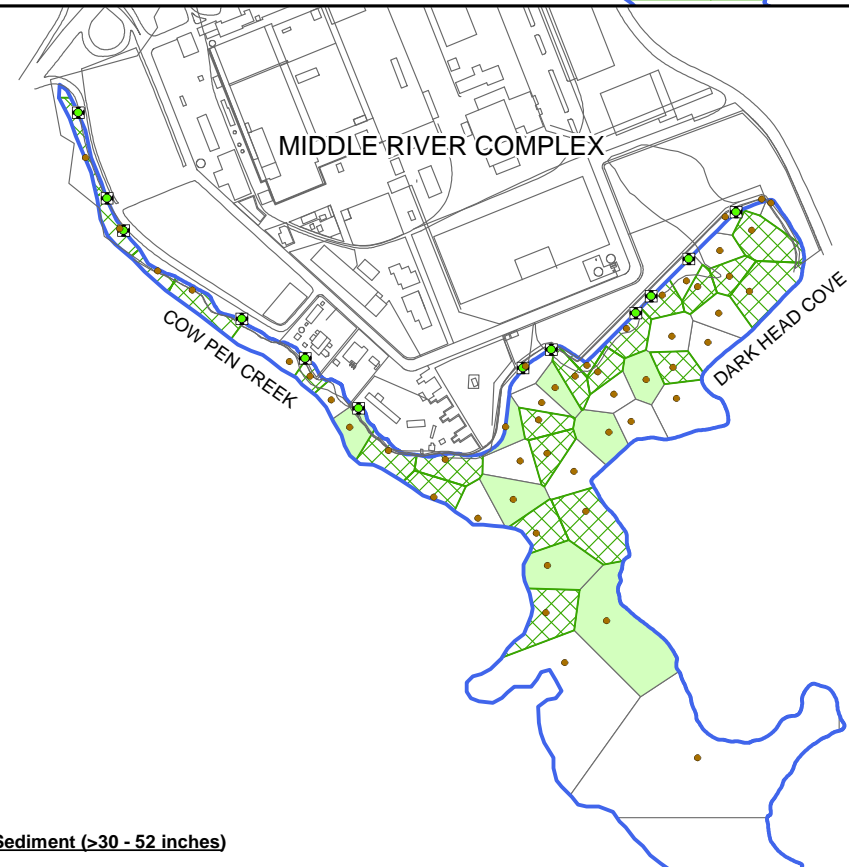 MIDDLE RIVER COMPLEX
COW PEN CREEK
DARK HEAD COVE
Sediment (>30 - 52 inches)